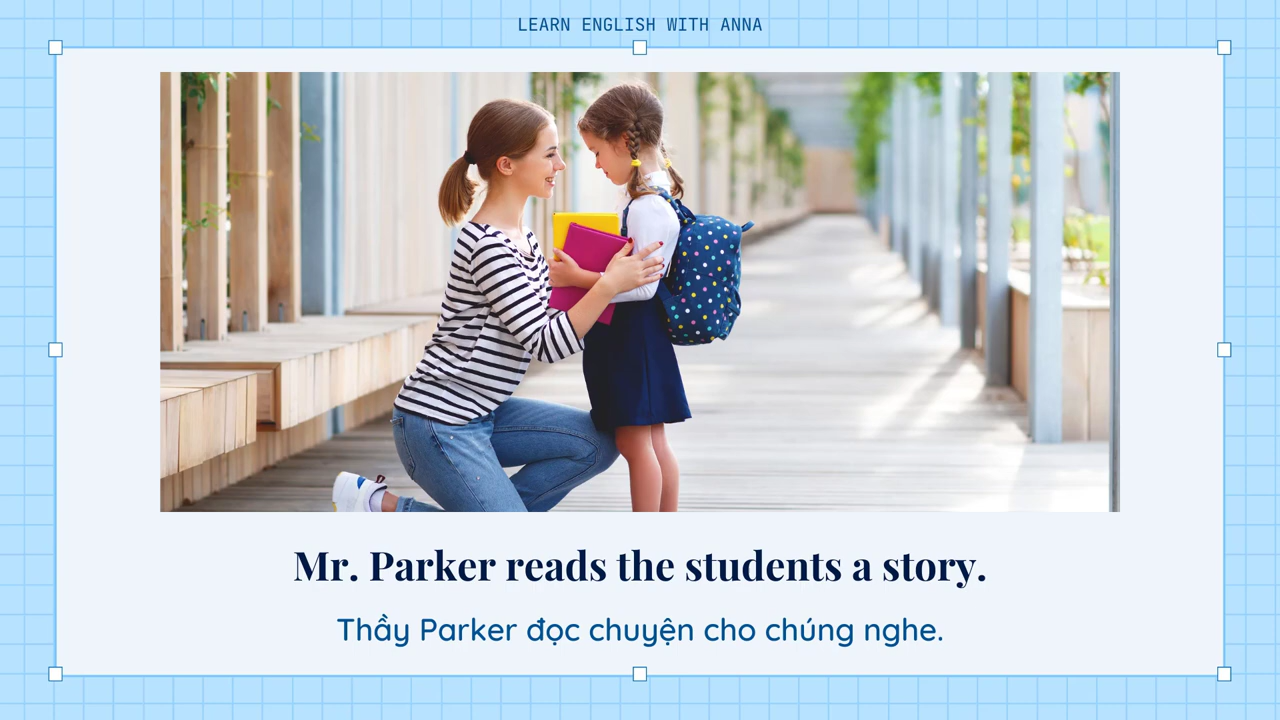 LEARN ENGLISH WITH ANNA
Mr. Parker reads the students a story.
Thầy Parker đọc chuyện cho chúng nghe.